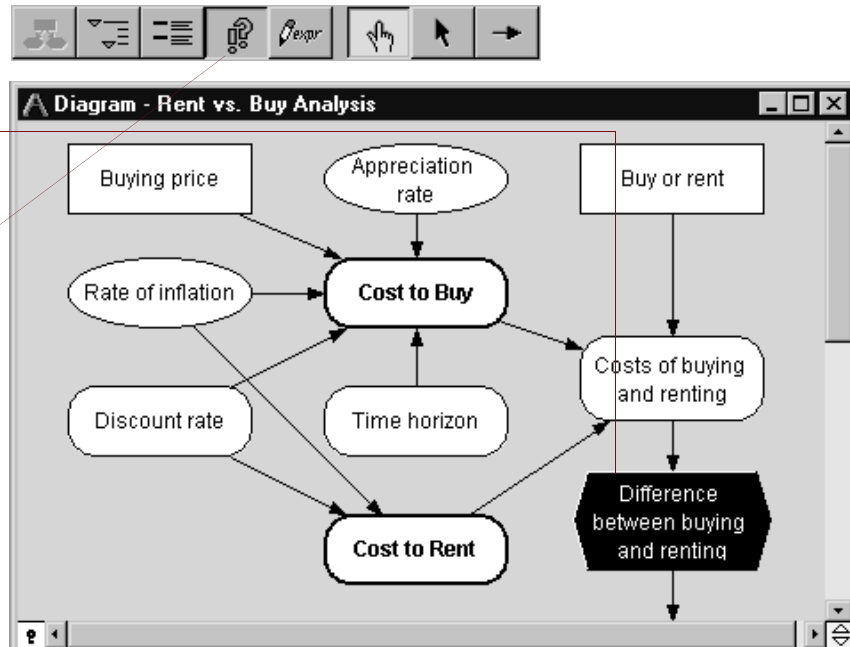 expr
Diagram - Rent vs. Buy Analysis
Buying price
Appreciation
rate
Buy or rent
Rate of inflation
Cost to Buy
Costs of buying
and renting
Discount rate
Time horizon
Difference
between buying
and renting
Cost to Rent